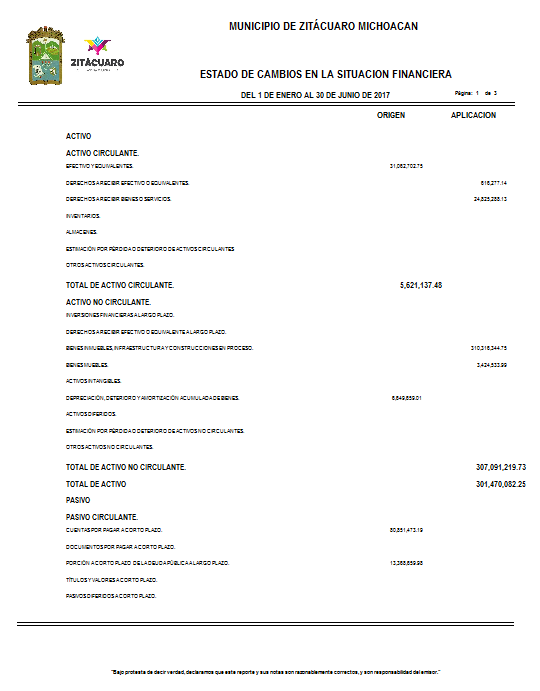 MUNICIPIO DE ZITÁCUARO MICHOACAN
ZITÁCUARO
ESTADO DE CAMBIOS EN LA SITUACION FINANCIERA
DEL 1 DE ENERO AL 30 DE JUNIO DE 2017 Página: 1 de 3
ORIGEN APLICACION
ACTIVO
ACTIVO CIRCULANTE.
EFECTIVO Y EQUIVALENTES. 31,062,702.75
DERECHOS A RECIBIR EFECTIVO O EQUIVALENTES. 616,277.14
DERECHOS A RECIBIR BIENES O SERVICIOS. 24,825,288.13
INVENTARIOS.
ALMACENES.
ESTIMACIÓN POR PÉRDIDA O DETERIORO DE ACTIVOS CIRCULANTES
OTROS ACTIVOS CIRCULANTES.
TOTAL DE ACTIVO CIRCULANTE. 5,621,137.48
ACTIVO NO CIRCULANTE.
INVERSIONES FINANCIERAS A LARGO PLAZO.
DERECHOS A RECIBIR EFECTIVO O EQUIVALENTE A LARGO PLAZO.
BIENES INMUEBLES, INFRAESTRUCTURA Y CONSTRUCCIONES EN PROCESO. 310,316,344.75
BIENES MUEBLES. 3,424,533.99
ACTIVOS INTANGIBLES.
DEPRECIACIÓN, DETERIORO Y AMORTIZACIÓN ACUMULADA DE BIENES. 6,649,659.01
ACTIVOS DIFERIDOS.
ESTIMACIÓN POR PÉRDIDA O DETERIORO DE ACTIVOS NO CIRCULANTES.
OTROS ACTIVOS NO CIRCULANTES.
TOTAL DE ACTIVO NO CIRCULANTE. 307,091,219.73
TOTAL DE ACTIVO 301,470,082.25
PASIVO
PASIVO CIRCULANTE.
CUENTAS POR PAGAR A CORTO PLAZO. 80,851,473.19
DOCUMENTOS POR PAGAR A CORTO PLAZO.
PORCIÓN A CORTO PLAZO DE LA DEUDA PÚBLICA A LARGO PLAZO. 13,368,659.98
TÍTULOS Y VALORES A CORTO PLAZO.
PASIVOS DIFERIDOS A CORTO PLAZO.
"Bajo protesta de decir verdad, declaramos que este reporte y sus notas son razonablemente correctos, y son responsabilidad del emisor."